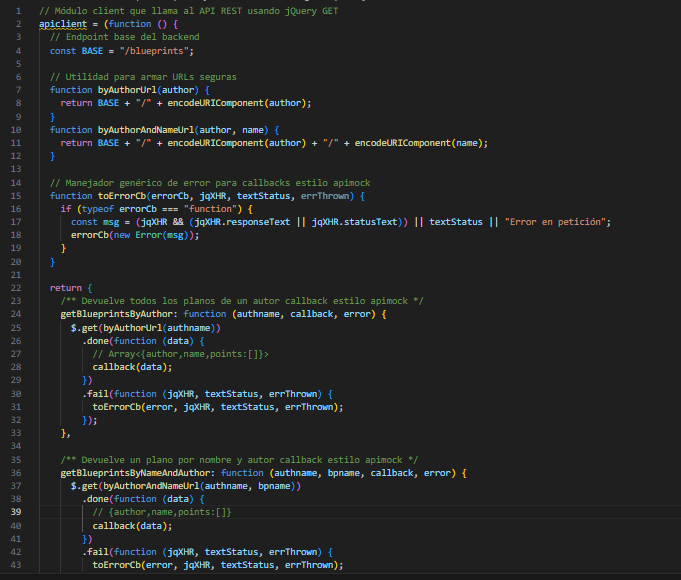 1 // Módulo client que llama al API REST usando jQuery GET
2 apiclient = (function () {
3 // Endpoint base del backend
4 const BASE = "/blueprints";
5
6 // Utilidad para armar URLs seguras
7 function byAuthorUrl(author) {
8 return BASE + "/" + encodeURIComponent(author);
9 }
10 function byAuthorAndNameUrl(author, name) {
11 return BASE + "/" + encodeURIComponent(author) + "/" + encodeURIComponent(name);
12 }
13
14 // Manejador genérico de error para callbacks estilo apimock
15 function toErrorCb(errorCb, jqXHR, textStatus, errThrown) {
16 if (typeof errorCb === "function") {
17 const msg = (jqXHR && (jqXHR.responseText || jqXHR.statusText)) || textStatus || "Error en petición";
18 errorCb(new Error(msg));
19 }
20 }
21
22 return {
23 /** Devuelve todos los planos de un autor callback estilo apimock */
24 getBlueprintsByAuthor: function (authname, callback, error) {
25 $.get(byAuthorUrl(authname))
26 .done(function (data) {
27 // Array<{author,name,points:[]}>
28 callback(data);
29 })
30 .fail(function (jqXHR, textStatus, errThrown) {
31 toErrorCb(error, jqXHR, textStatus, errThrown);
32 });
33 },
34
35 /** Devuelve un plano por nombre y autor callback estilo apimock */
36 getBlueprintsByNameAndAuthor: function (authname, bpname, callback, error) {
37 $.get(byAuthorAndNameUrl(authname, bpname))
38 .done(function (data) {
39 // {author,name,points:[]}
40 callback(data);
41 })
42 .fail(function (jqXHR, textStatus, errThrown) {
43 toErrorCb(error, jqXHR, textStatus, errThrown);